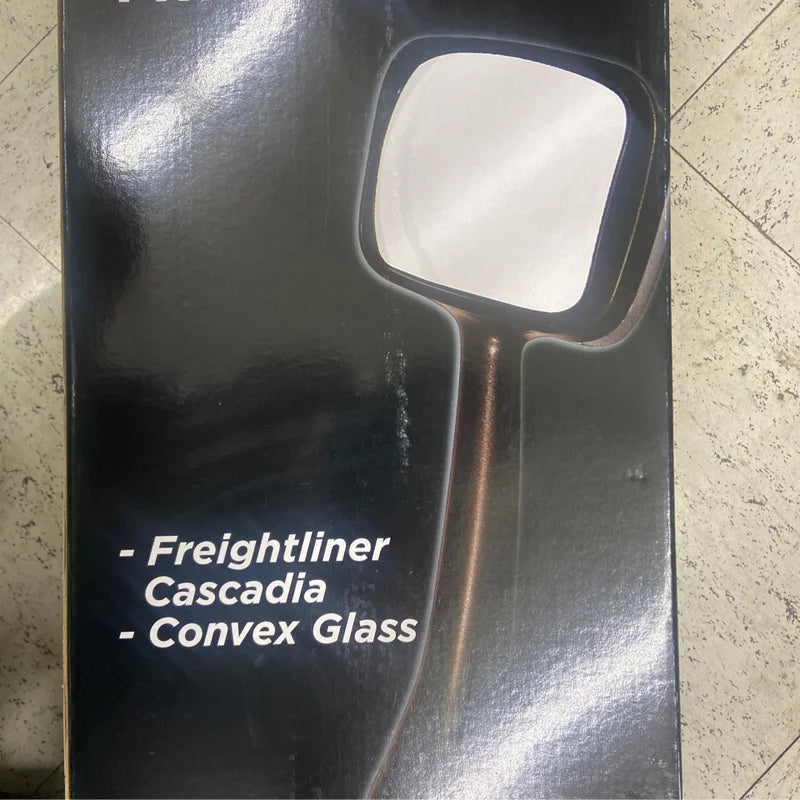 - Freightliner
Cascadia
- Convex Glass